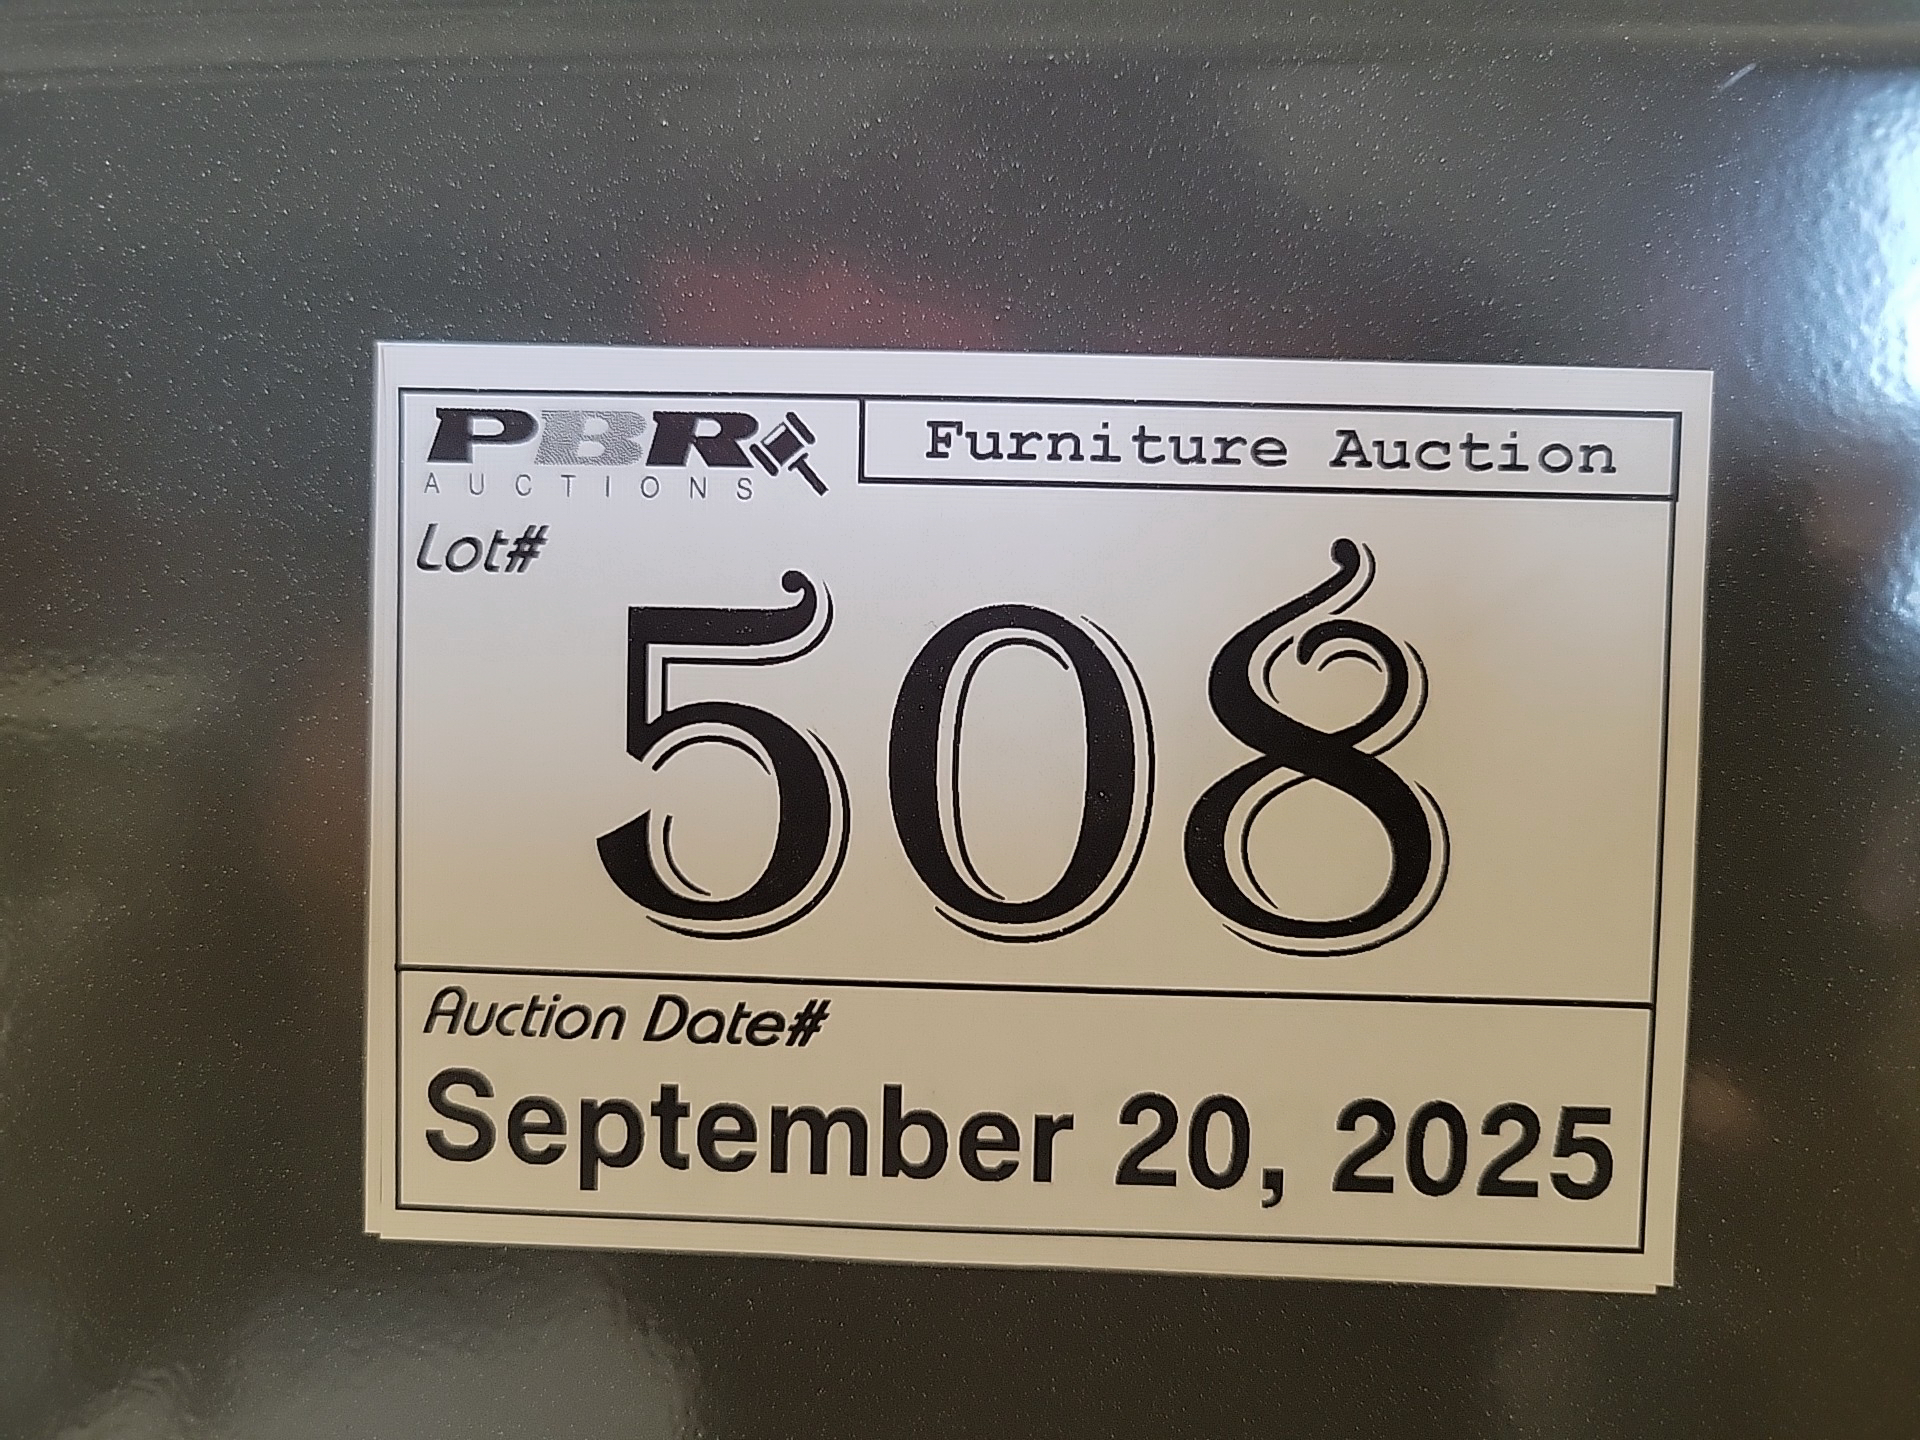 PBR
AUCTIONS
Furniture Auction
Lot#
508
Auction Date#
September 20, 2025